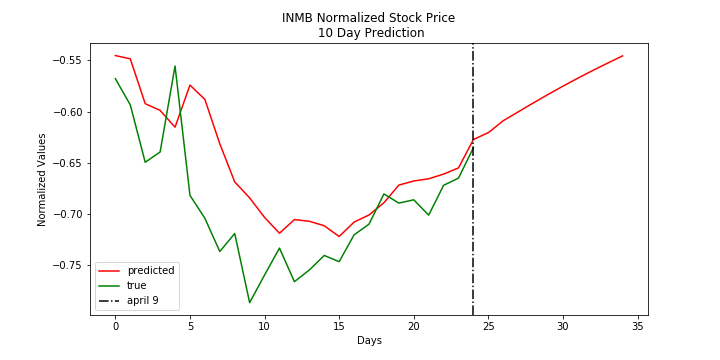 INMB Normalized Stock Price
10 Day Prediction
Normalized Values
−0.55
−0.60
−0.65
−0.70
−0.75
predicted
true
april 9
0 5 10 15 20 25 30 35
Days